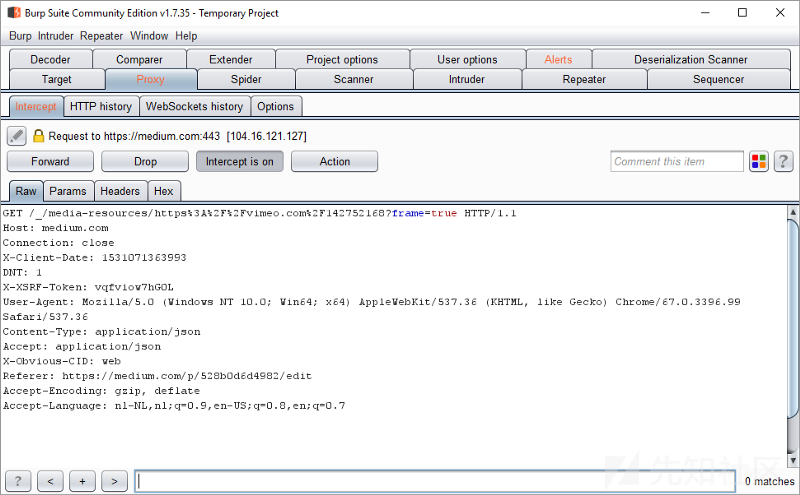 Burp Suite Community Edition v1.7.35 - Temporary Project
Burp Intruder Repeater Window Help
Decoder Comparer Extender Project options User options Alerts Deserialization Scanner
Target Proxy Spider Scanner Intruder Repeater Sequencer
Intercept HTTP history WebSockets history Options
Request to https://medium.com:443 [104.16.121.127]
Forward Drop Intercept is on Action Comment this item ?
Raw Params Headers Hex
GET /_/media-resources/https%3A%2F%2Fvimeo.com%2F142752168?frame=true HTTP/1.1
Host: medium.com
Connection: close
X-Client-Date: 1531071363993
DNT: 1
X-XSRF-Token: vqfviow7hGOL
User-Agent: Mozilla/5.0 (Windows NT 10.0; Win64; x64) AppleWebKit/537.36 (KHTML, like Gecko) Chrome/67.0.3396.99
Safari/537.36
Content-Type: application/json
Accept: application/json
X-Obvious-CID: web
Referer: https://medium.com/p/528b0d6d4982/edit
Accept-Encoding: gzip, deflate
Accept-Language: nl-NL,nl;q=0.9,en-US;q=0.8,en;q=0.7
先知社区
? < + > 0 matches